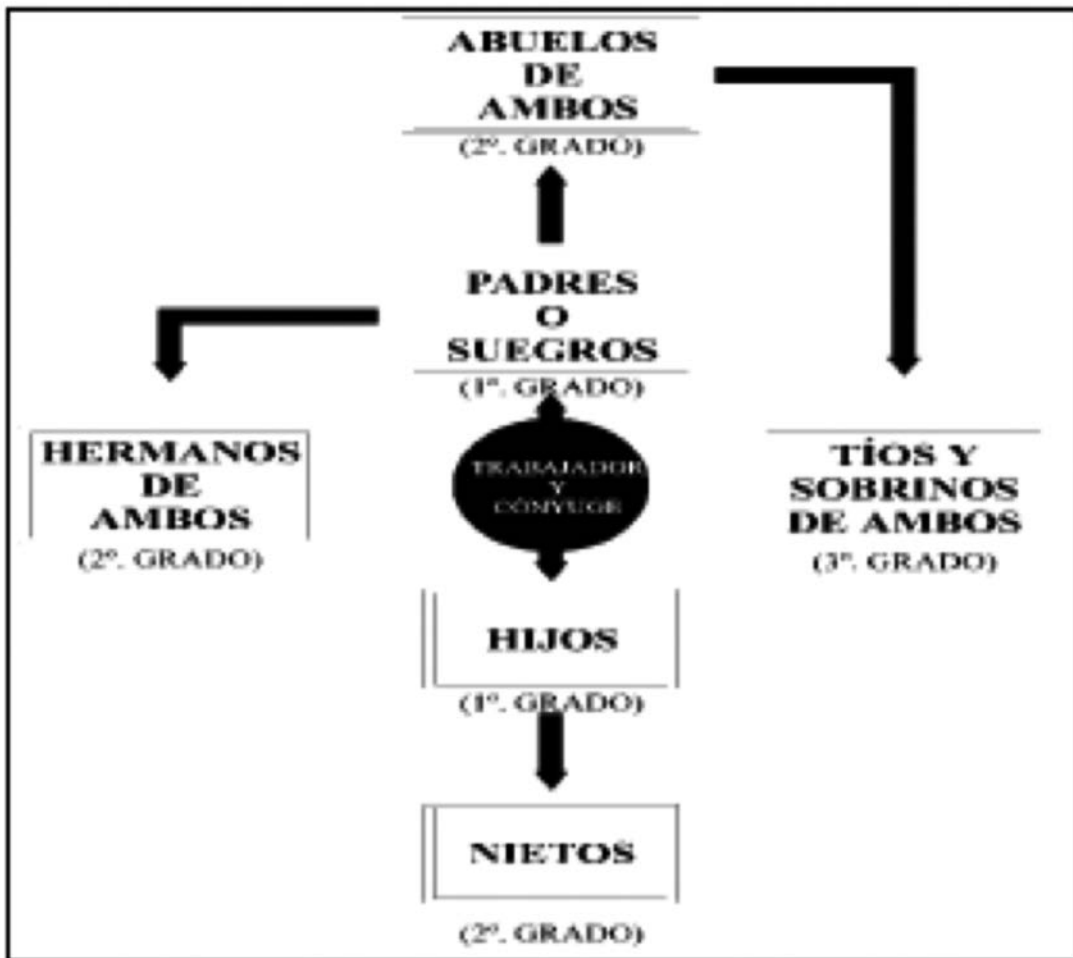 ABUELOS
DE
AMBOS
(2º. GRADO)
PADRES
O
SUEGROS
(1º. GRADO)
HERMANOS
DE
AMBOS
(2º. GRADO)
TRABAJADOR
Y
CÓNYUGE
TÍOS Y
SOBRINOS
DE AMBOS
(3º. GRADO)
HIJOS
(1º. GRADO)
NIETOS
(2º. GRADO)